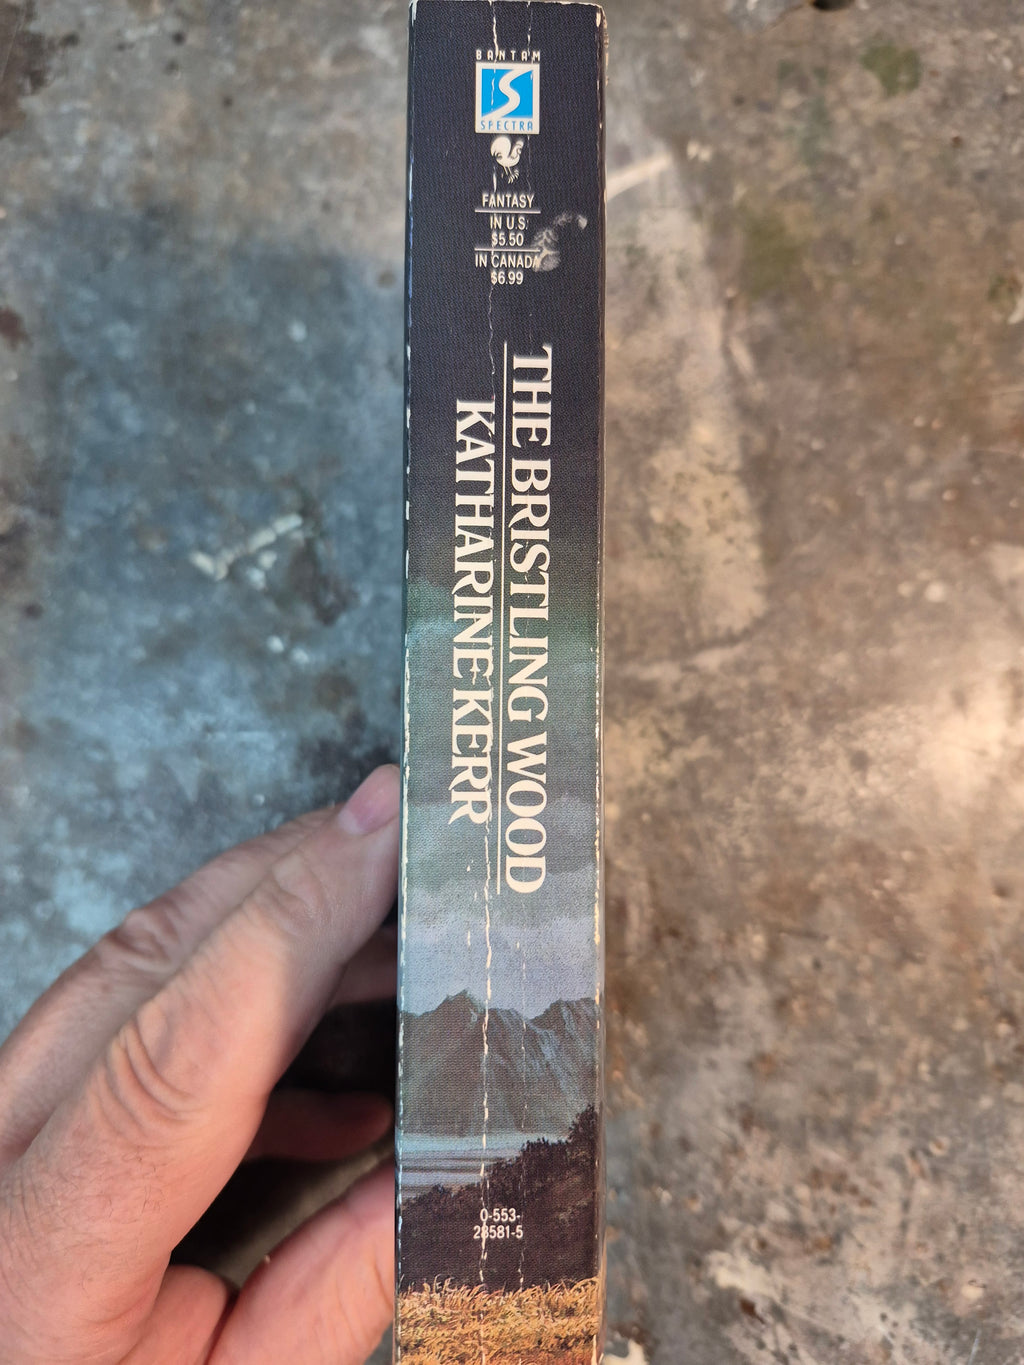 BANTAM
SPECTRA
FANTASY
IN U.S.
$5.50
IN CANADA
$6.99
THE BRISTLING WOOD
KATHARINE KERR
0-553-
28581-5